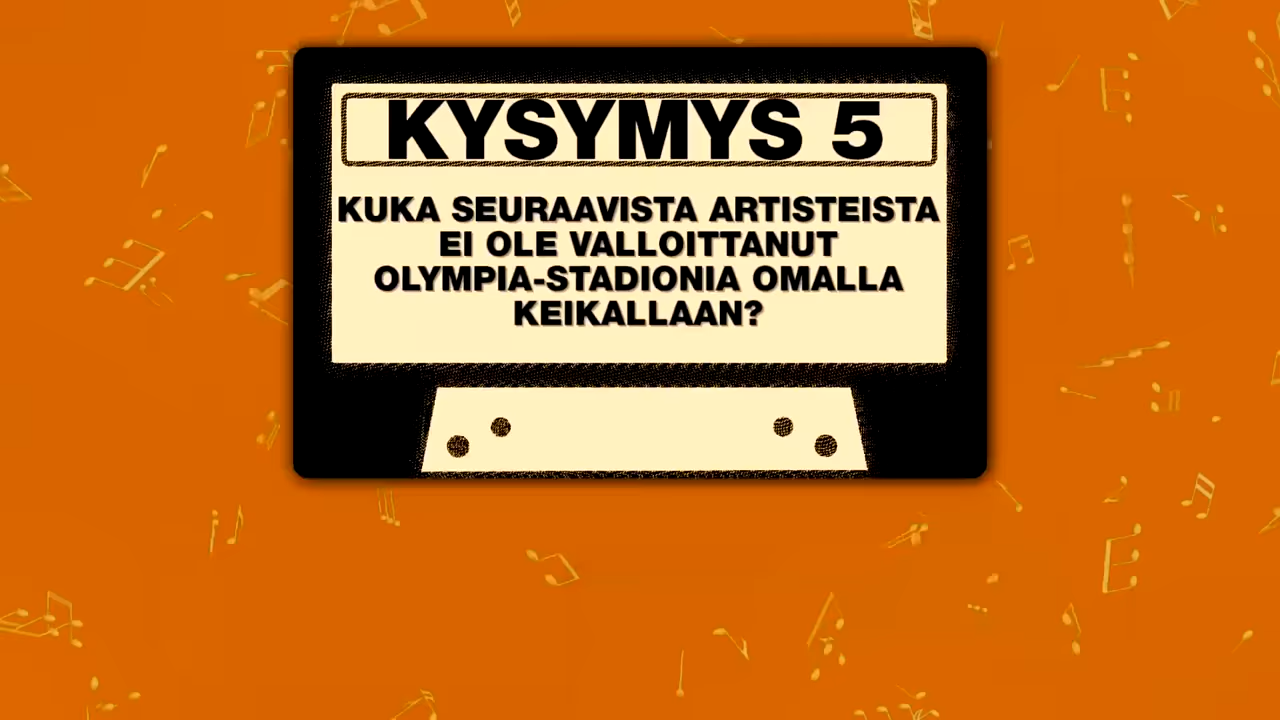 KYSYMYS 5
KUKA SEURAAVISTA ARTISTEISTA
EI OLE VALLOITTANUT
OLYMPIA-STADIONIA OMALLA
KEIKALLAAN?